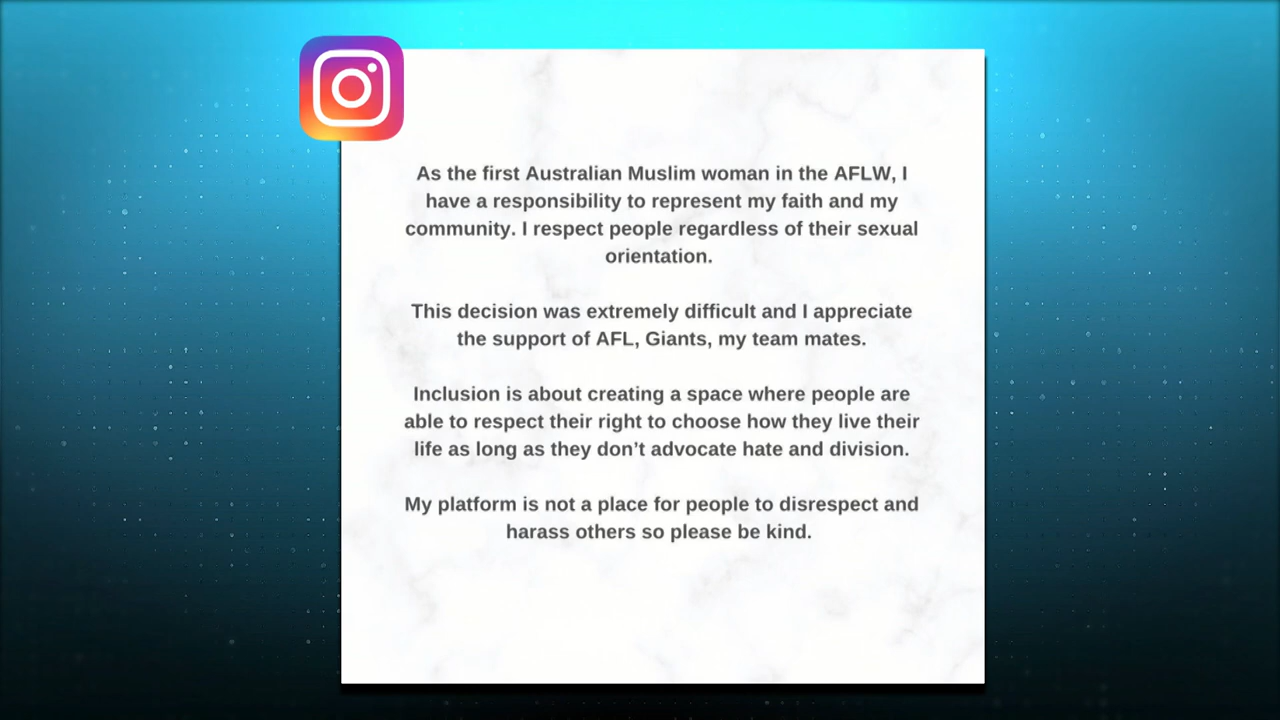 As the first Australian Muslim woman in the AFLW, I
have a responsibility to represent my faith and my
community. I respect people regardless of their sexual
orientation.
This decision was extremely difficult and I appreciate
the support of AFL, Giants, my team mates.
Inclusion is about creating a space where people are
able to respect their right to choose how they live their
life as long as they don’t advocate hate and division.
My platform is not a place for people to disrespect and
harass others so please be kind.